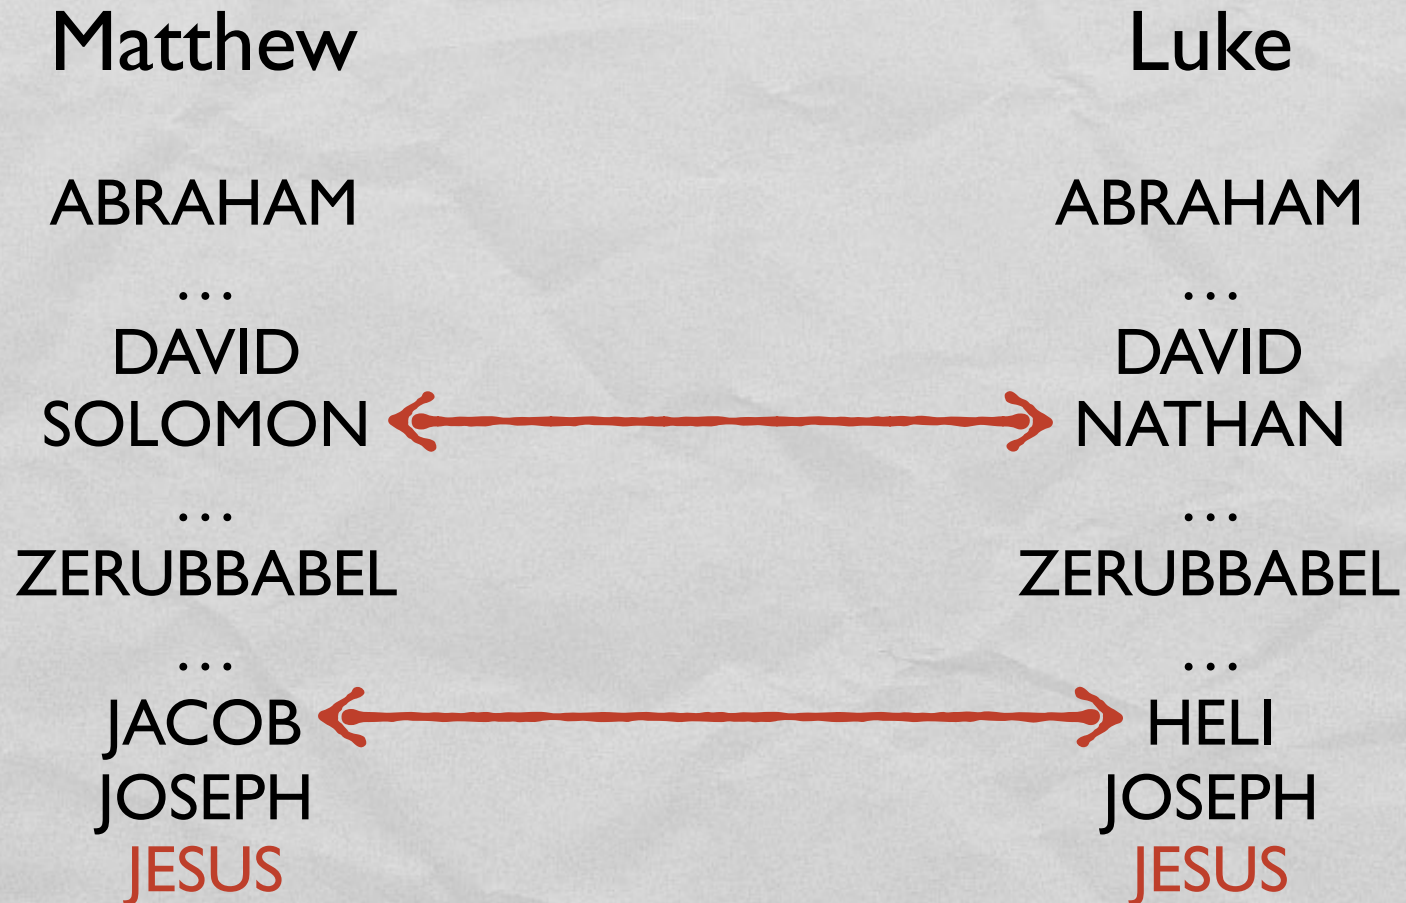 Matthew
ABRAHAM
...
DAVID
SOLOMON
...
ZERUBBABEL
...
JACOB
JOSEPH
JESUS
Luke
ABRAHAM
...
DAVID
NATHAN
...
ZERUBBABEL
...
HELI
JOSEPH
JESUS